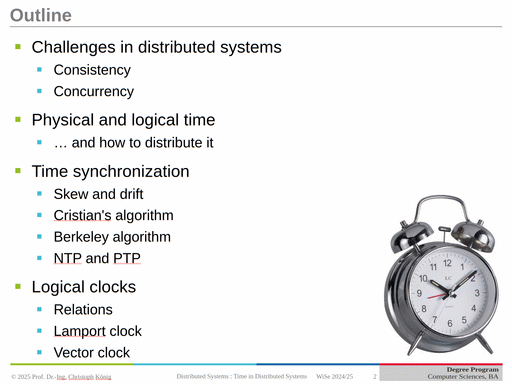 Outline
Challenges in distributed systems
Consistency
Concurrency
Physical and logical time
… and how to distribute it
Time synchronization
Skew and drift
Cristian's algorithm
Berkeley algorithm
NTP and PTP
Logical clocks
Relations
Lamport clock
Vector clock
12
1
2
3
4
5
6
7
8
9
10
11
© 2025 Prof. Dr.-Ing. Christoph König
Distributed Systems : Time in Distributed Systems WiSe 2024/25
2
Degree Program
Computer Sciences, BA